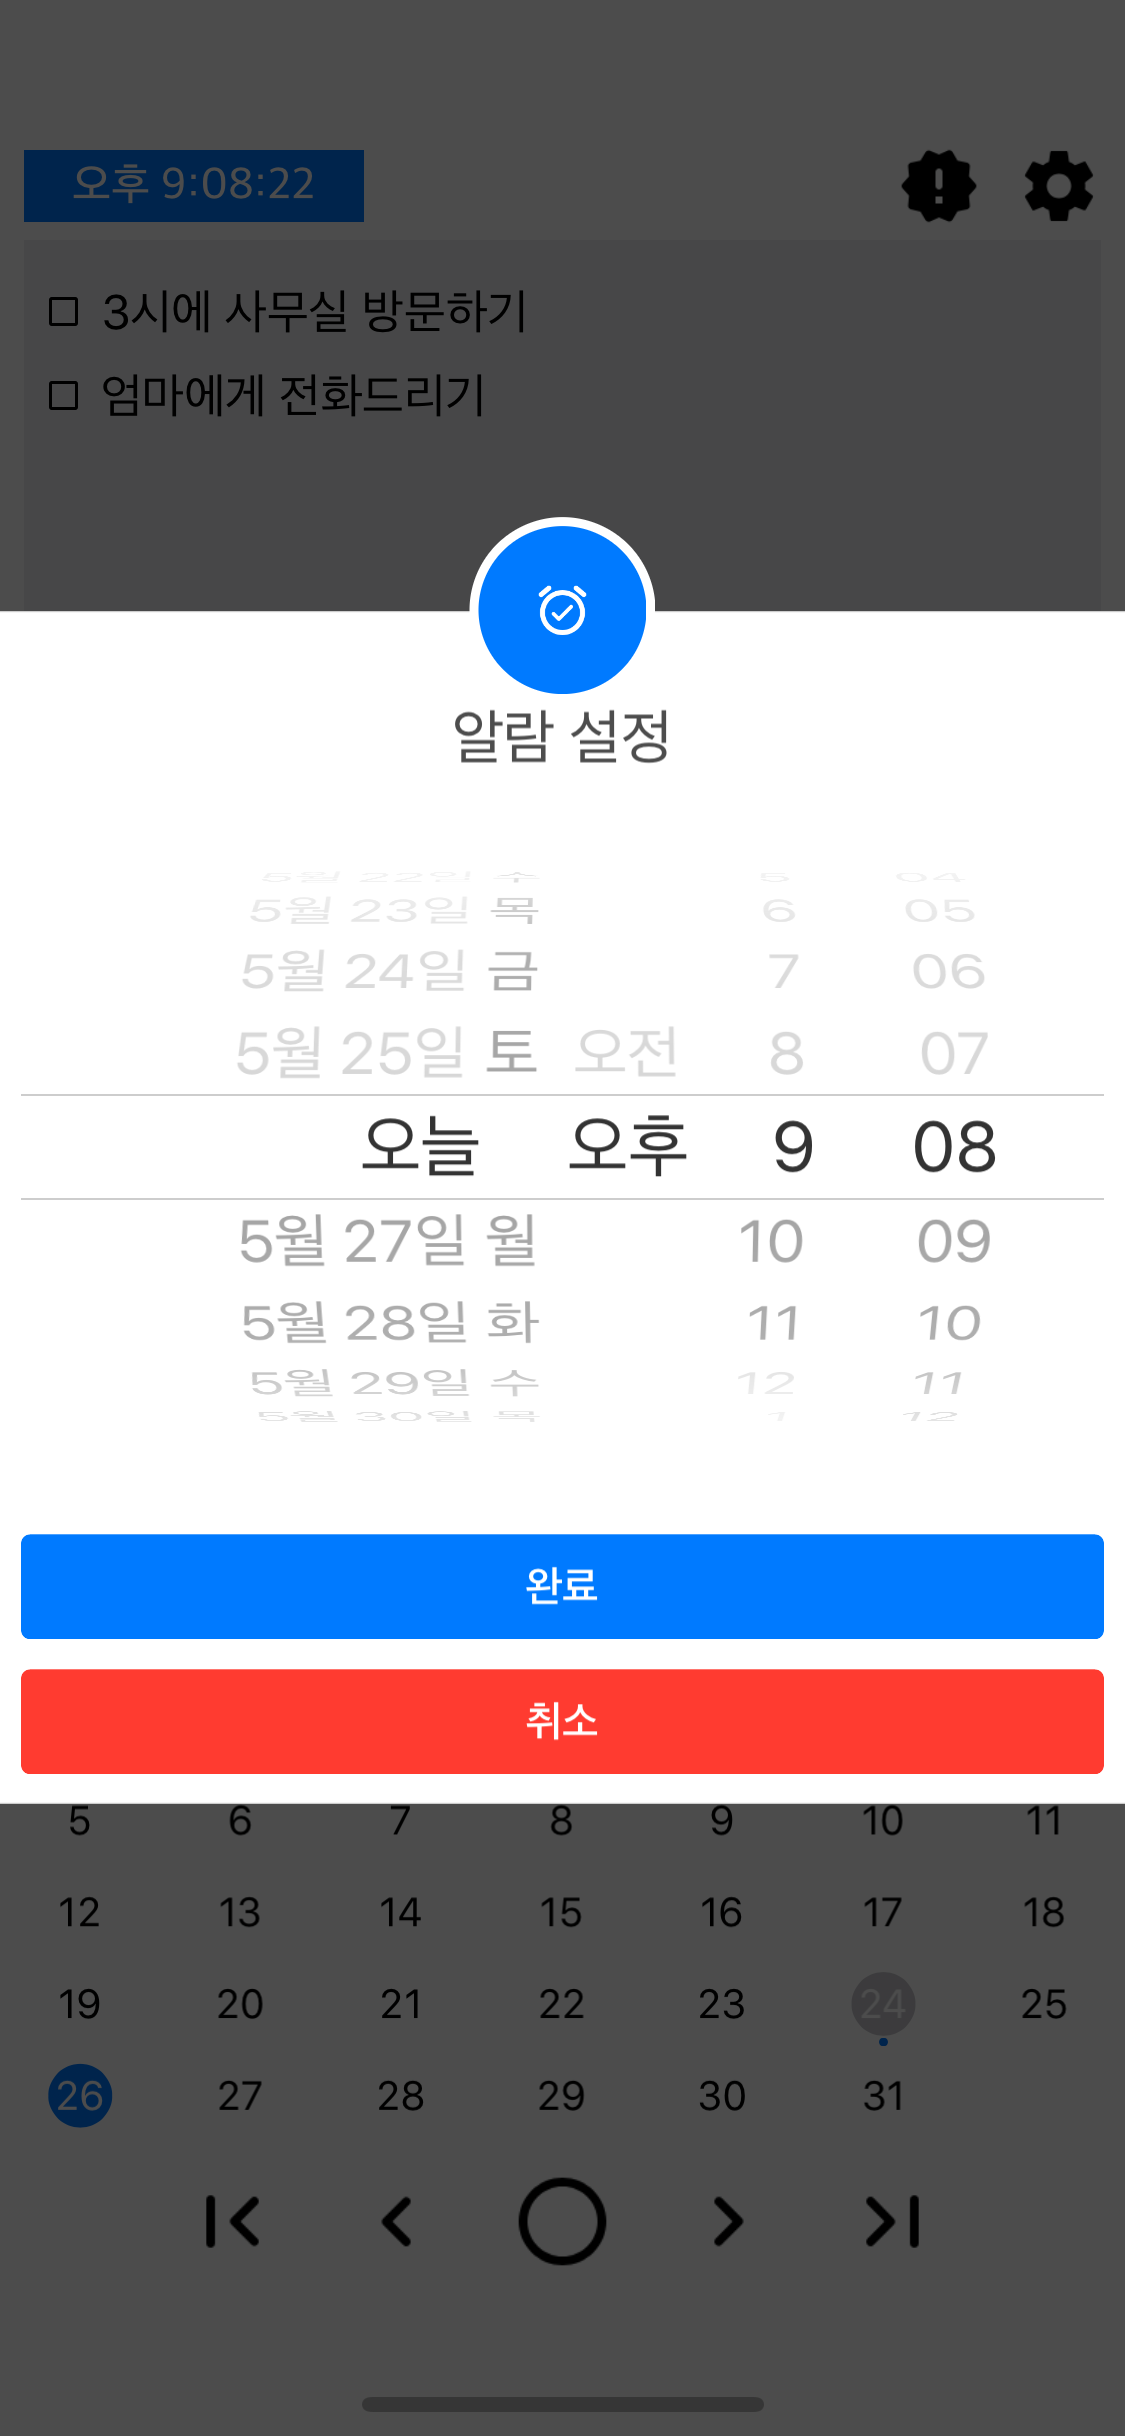 오후 9:08:22
3시에 사무실 방문하기
엄마에게 전화드리기
알람 설정
5월 22일 수 5 04
5월 23일 목 6 05
5월 24일 금 7 06
5월 25일 토 오전 8 07
오늘 오후 9 08
5월 27일 월 10 09
5월 28일 화 11 10
5월 29일 수 12 11
5월 30일 목 1 12
완료
취소
5 6 7 8 9 10 11
12 13 14 15 16 17 18
19 20 21 22 23 24 25
26 27 28 29 30 31